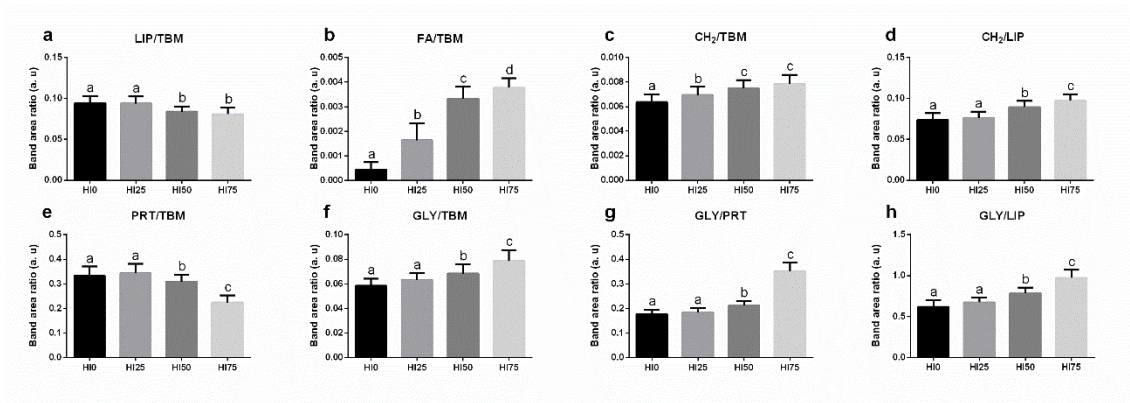 a LIP/TBM
Band area ratio (a. u)
0.15
0.10
0.05
0.00
a a b b
HI0 HI25 HI50 HI75
b FA/TBM
Band area ratio (a. u)
0.005
0.004
0.003
0.002
0.001
0.000
a b c d
HI0 HI25 HI50 HI75
c CH₂/TBM
Band area ratio (a. u)
0.010
0.008
0.006
0.004
0.002
0.000
a b c c
HI0 HI25 HI50 HI75
d CH₂/LIP
Band area ratio (a. u)
0.15
0.10
0.05
0.00
a a b c
HI0 HI25 HI50 HI75
e PRT/TBM
Band area ratio (a. u)
0.5
0.4
0.3
0.2
0.1
0.0
a a b c
HI0 HI25 HI50 HI75
f GLY/TBM
Band area ratio (a. u)
0.10
0.08
0.06
0.04
0.02
0.00
a a b c
HI0 HI25 HI50 HI75
g GLY/PRT
Band area ratio (a. u)
0.5
0.4
0.3
0.2
0.1
0.0
a a b c
HI0 HI25 HI50 HI75
h GLY/LIP
Band area ratio (a. u)
1.5
1.0
0.5
0.0
a a b c
HI0 HI25 HI50 HI75